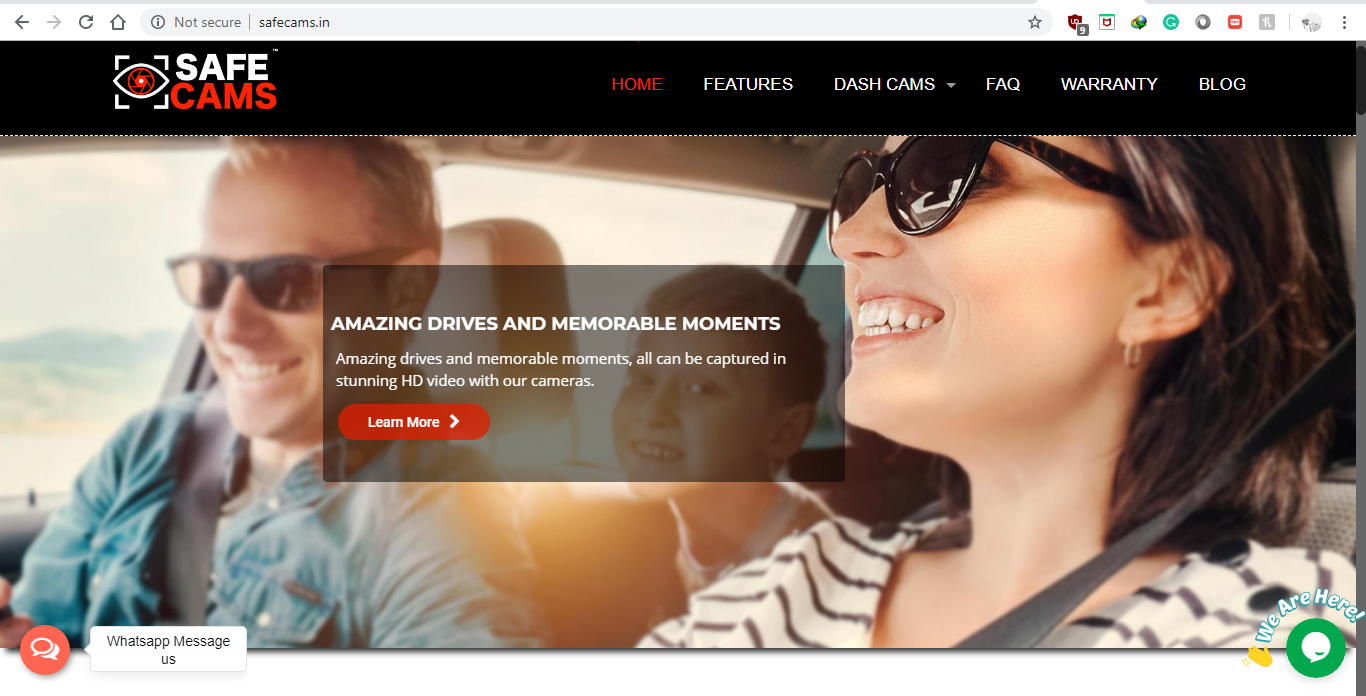 Not secure | safecams.in
9
SAFE™
CAMS
HOME FEATURES DASH CAMS FAQ WARRANTY BLOG
AMAZING DRIVES AND MEMORABLE MOMENTS
Amazing drives and memorable moments, all can be captured in
stunning HD video with our cameras.
Learn More
We Are Here!
Whatsapp Message
us